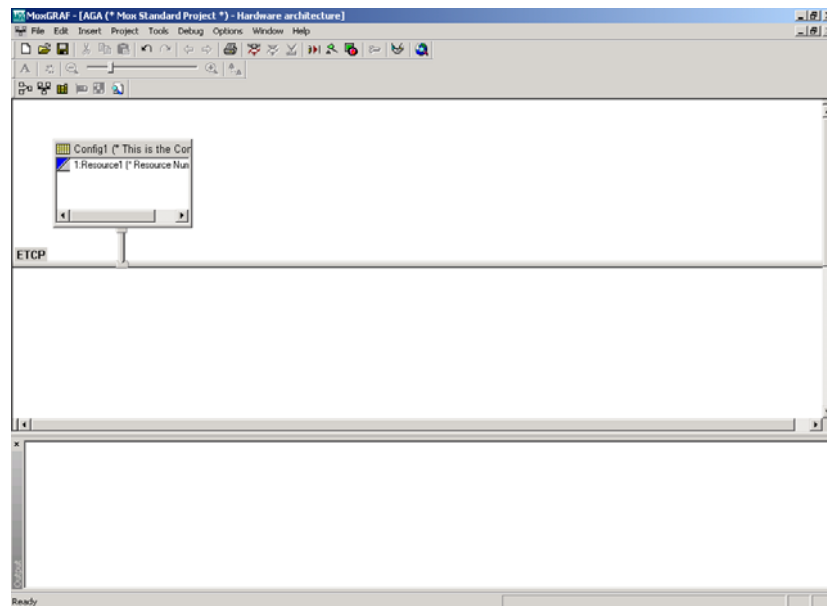 MoxGRAF - [AGA (* Mox Standard Project *) - Hardware architecture]
File Edit Insert Project Tools Debug Options Window Help
Config1 (* This is the Cor
1:Resource1 (* Resource Nun
ETCP
Output
Ready